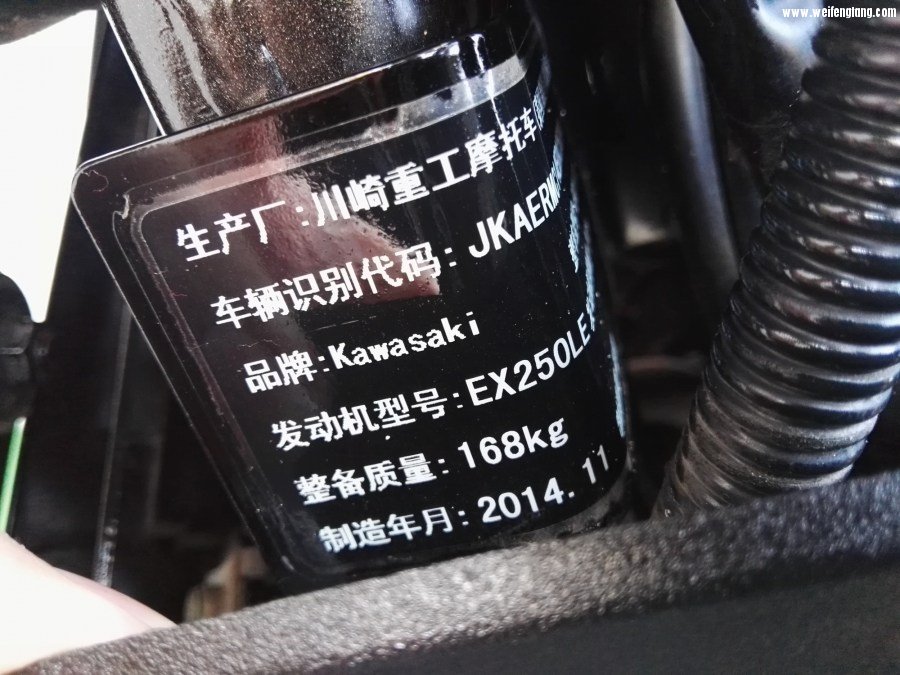 www.weifengtang.com
生产厂:川崎重工摩托车
车辆识别代码: JKAERM
品牌:Kawasaki
发动机型号:EX250LE
整备质量: 168kg
制造年月: 2014.11